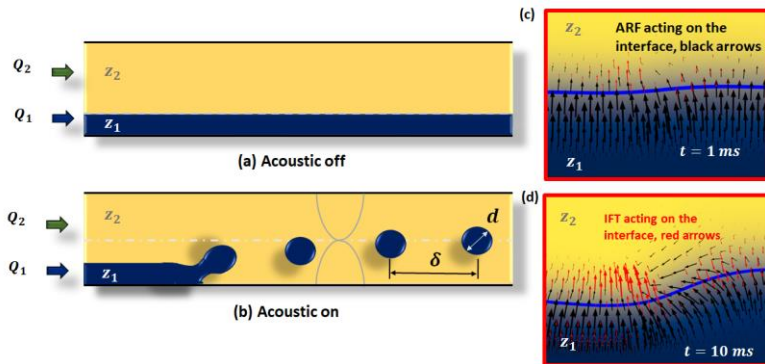 Q₂
z₂
Q₁
z₁
(a) Acoustic off
Q₂
z₂
Q₁
z₁
d
δ
(b) Acoustic on
(c)
z₂
ARF acting on the
interface, black arrows
z₁
t = 1 ms
(d)
z₂
IFT acting on the
interface, red arrows
z₁
t = 10 ms